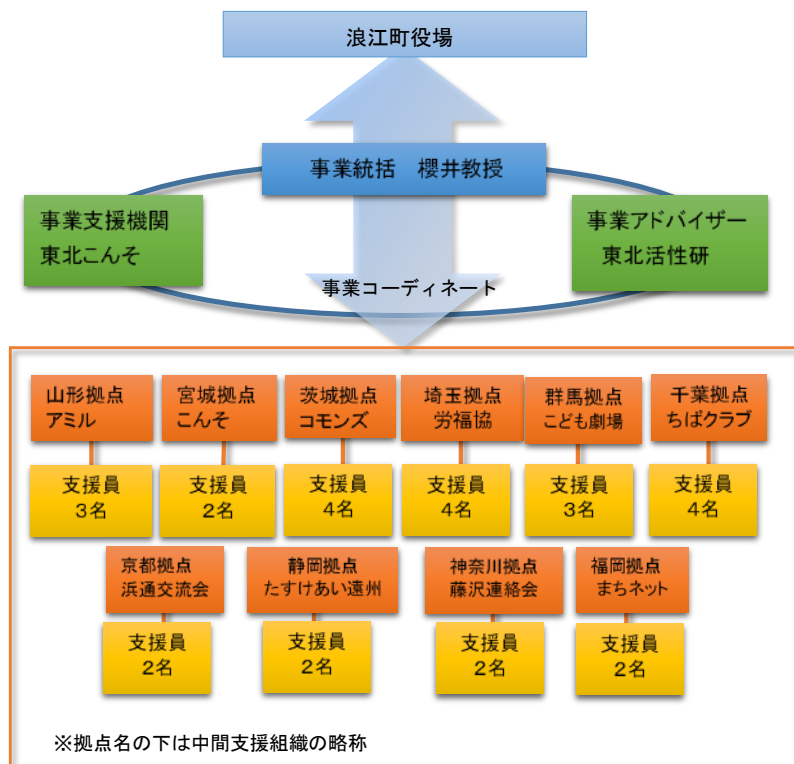 浪江町役場
事業統括　櫻井教授
事業支援機関
東北こんそ
事業アドバイザー
東北活性研
事業コーディネート
山形拠点
アミル
宮城拠点
こんそ
茨城拠点
コモンズ
埼玉拠点
労福協
群馬拠点
こども劇場
千葉拠点
ちばクラブ
支援員
３名
支援員
２名
支援員
４名
支援員
４名
支援員
３名
支援員
４名
京都拠点
浜通交流会
静岡拠点
たすけあい遠州
神奈川拠点
藤沢連絡会
福岡拠点
まちネット
支援員
２名
支援員
２名
支援員
２名
支援員
２名
※拠点名の下は中間支援組織の略称